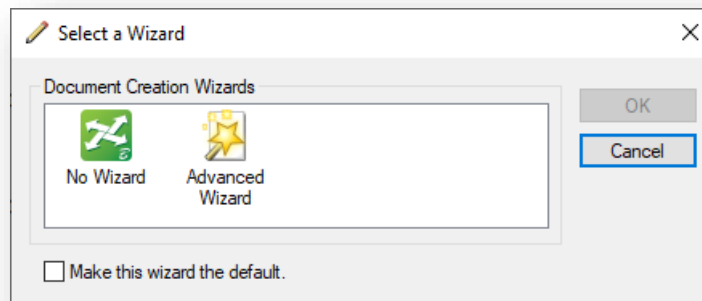 Select a Wizard
Document Creation Wizards
No Wizard
Advanced
Wizard
OK
Cancel
Make this wizard the default.